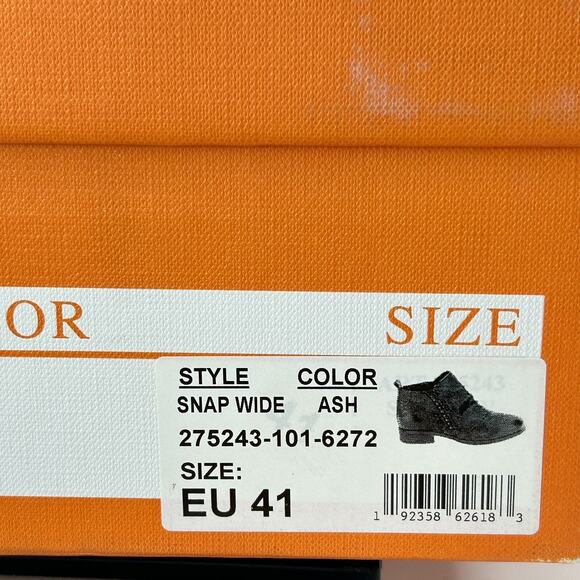 OR SIZE
STYLE COLOR
SNAP WIDE ASH
275243-101-6272
SIZE:
EU 41
1 92358 62618 3